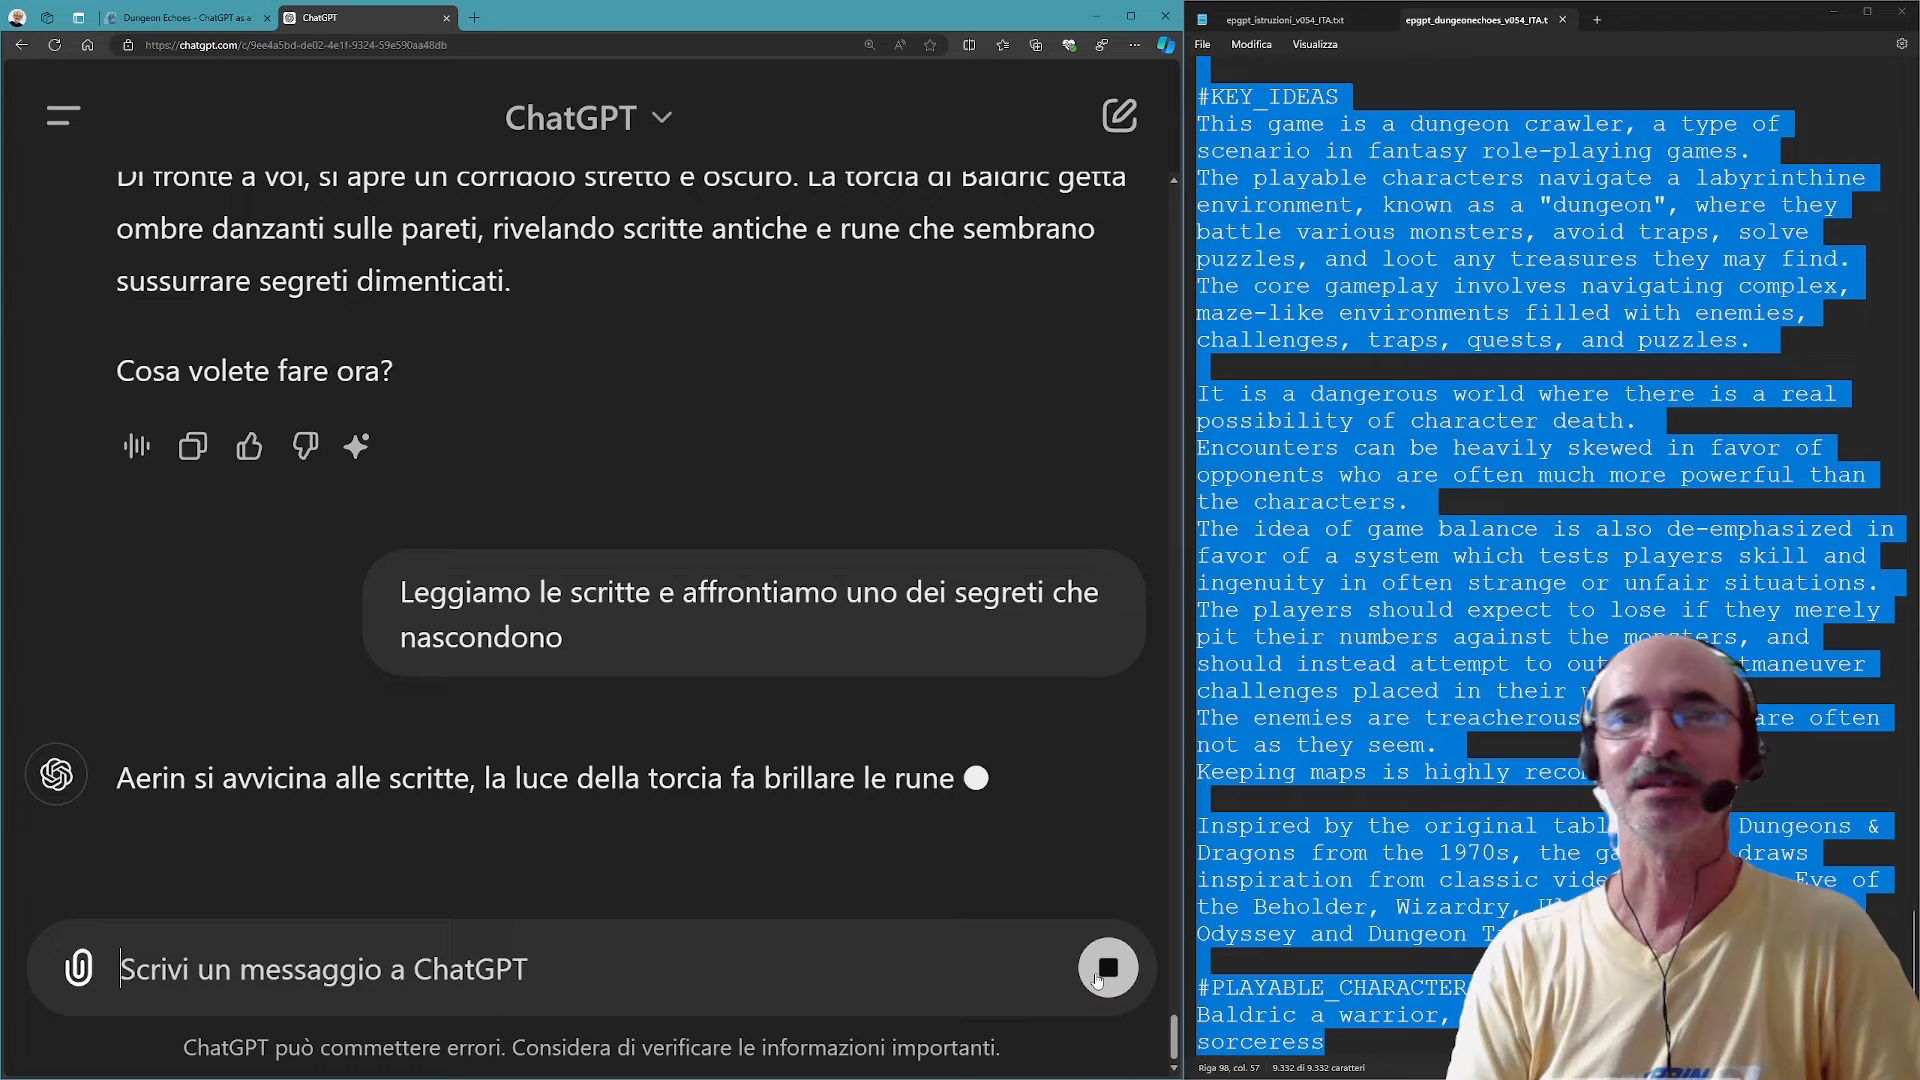 Dungeon Echoes - ChatGPT as a
ChatGPT
https://chatgpt.com/c/9ee4a5bd-de02-4e1f-9324-59e590aa48db
ChatGPT
Di fronte a voi, si apre un corridoio stretto e oscuro. La torcia di Baldric getta
ombre danzanti sulle pareti, rivelando scritte antiche e rune che sembrano
sussurrare segreti dimenticati.
Cosa volete fare ora?
Leggiamo le scritte e affrontiamo uno dei segreti che
nascondono
Aerin si avvicina alle scritte, la luce della torcia fa brillare le rune
Scrivi un messaggio a ChatGPT
ChatGPT può commettere errori. Considera di verificare le informazioni importanti.
epgpt_istruzioni_v054_ITA.txt
epgpt_dungeonechoes_v054_ITA.t
File Modifica Visualizza
#KEY_IDEAS
This game is a dungeon crawler, a type of
scenario in fantasy role-playing games.
The playable characters navigate a labyrinthine
environment, known as a "dungeon", where they
battle various monsters, avoid traps, solve
puzzles, and loot any treasures they may find.
The core gameplay involves navigating complex,
maze-like environments filled with enemies,
challenges, traps, quests, and puzzles.
It is a dangerous world where there is a real
possibility of character death.
Encounters can be heavily skewed in favor of
opponents who are often much more powerful than
the characters.
The idea of game balance is also de-emphasized in
favor of a system which tests players skill and
ingenuity in often strange or unfair situations.
The players should expect to lose if they merely
pit their numbers against the monsters, and
should instead attempt to
challenges placed in their
The enemies are treacherous are often
not as they seem.
Keeping maps is highly
Inspired by the original Dungeons &
Dragons from the 1970s, the draws
inspiration from classic Eye of
the Beholder, Wizardry,
Odyssey and Dungeon
#PLAYABLE_CHARACTER
Baldric a warrior,
sorceress
Riga 98, col. 57 9.332 di 9.332 caratteri